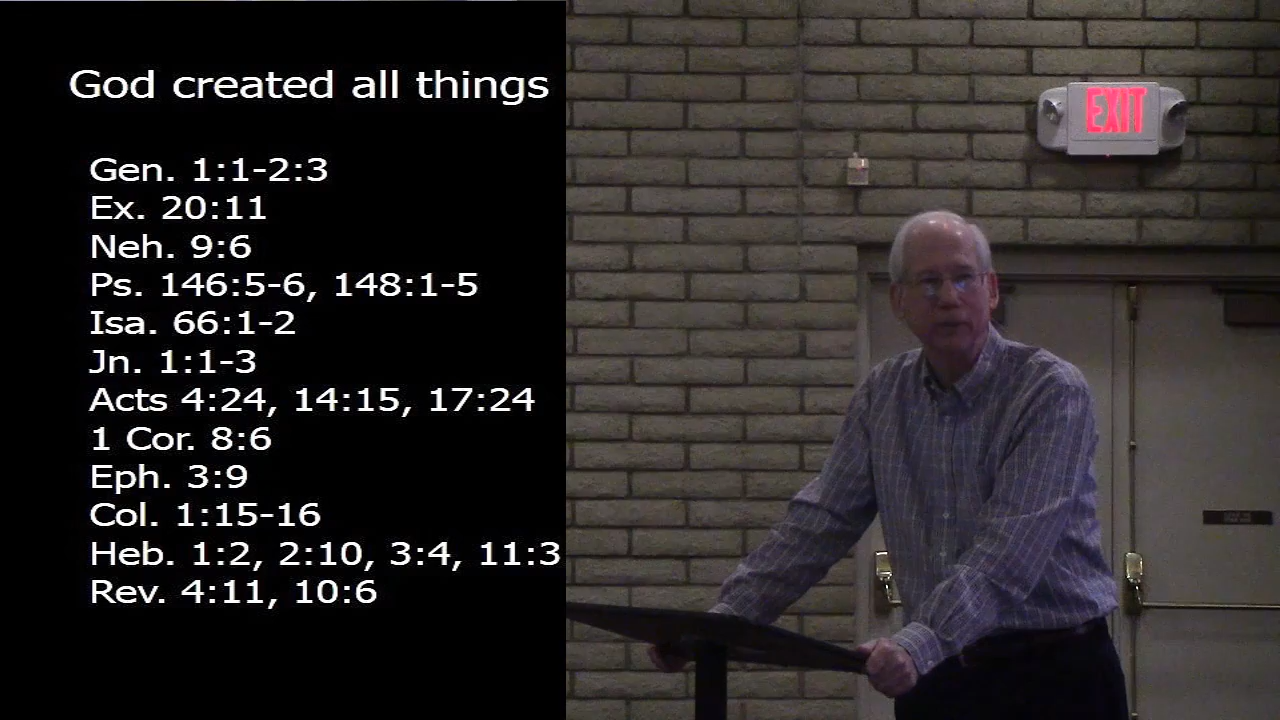 God created all things
Gen. 1:1-2:3
Ex. 20:11
Neh. 9:6
Ps. 146:5-6, 148:1-5
Isa. 66:1-2
Jn. 1:1-3
Acts 4:24, 14:15, 17:24
1 Cor. 8:6
Eph. 3:9
Col. 1:15-16
Heb. 1:2, 2:10, 3:4, 11:3
Rev. 4:11, 10:6
EXIT